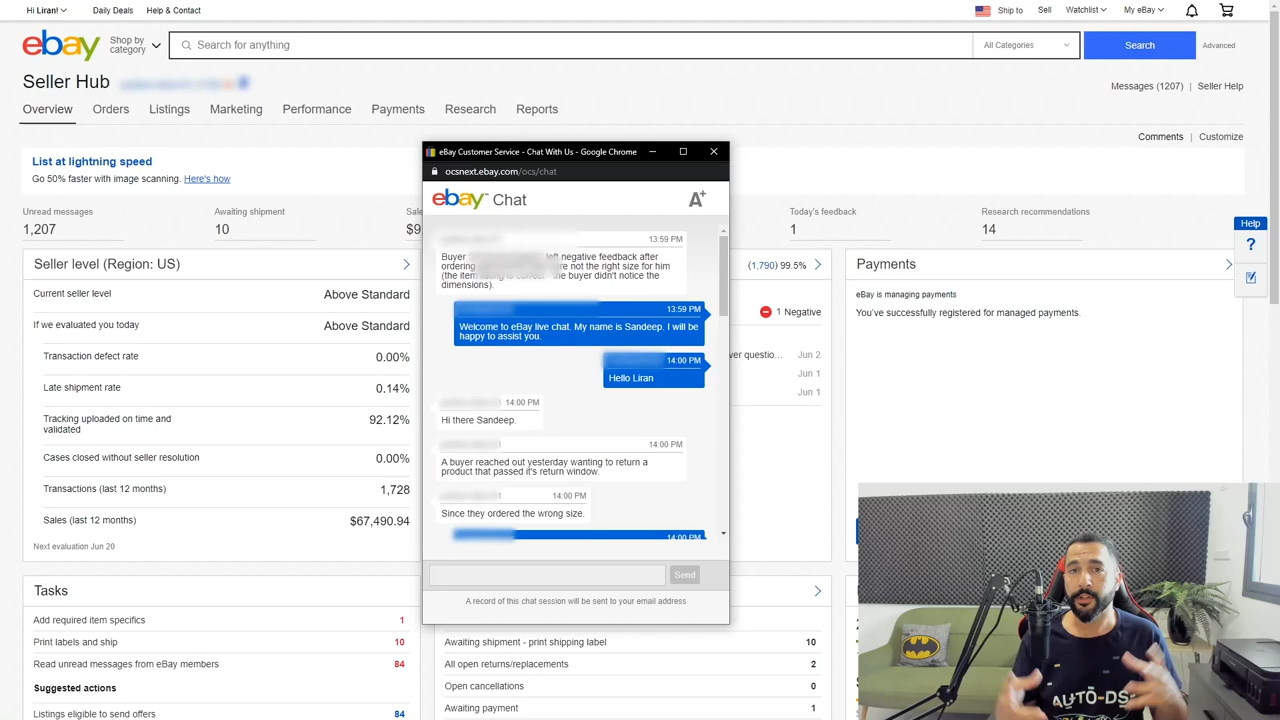 Hi Liran!
Daily Deals
Help & Contact
Ship to
Sell
Watchlist
My eBay
ebay
Shop by
category
Search for anything
All Categories
Search
Advanced
Seller Hub
Messages (1207)
Seller Help
Overview
Orders
Listings
Marketing
Performance
Payments
Research
Reports
Comments
Customize
List at lightning speed
Go 50% faster with image scanning. Here's how
Unread messages
1,207
Awaiting shipment
10
$9
Today's feedback
1
Research recommendations
14
Seller level (Region: US)
Current seller level
Above Standard
If we evaluated you today
Above Standard
Transaction defect rate
0.00%
Late shipment rate
0.14%
Tracking uploaded on time and
validated
92.12%
Cases closed without seller resolution
0.00%
Transactions (last 12 months)
1,728
Sales (last 12 months)
$67,490.94
Next evaluation Jun 20
Tasks
Add required item specifics
1
Print labels and ship
10
Read unread messages from eBay members
84
Suggested actions
Listings eligible to send offers
84
eBay Customer Service - Chat With Us - Google Chrome
ocsnext.ebay.com/ocs/chat
ebay Chat
A+
13:59 PM
Buyer left negative feedback after
ordering not the right size for him
(the item the buyer didn't notice the
dimensions).
13:59 PM
Welcome to eBay live chat. My name is Sandeep. I will be
happy to assist you.
14:00 PM
Hello Liran
14:00 PM
Hi there Sandeep.
14:00 PM
A buyer reached out yesterday wanting to return a
product that passed it's return window.
14:00 PM
Since they ordered the wrong size.
14:00 PM
Send
A record of this chat session will be sent to your email address
(1,790) 99.5%
1 Negative
Jun 2
Jun 1
Jun 1
Payments
eBay is managing payments
You've successfully registered for managed payments.
Help
?
Awaiting shipment - print shipping label
10
All open returns/replacements
2
Open cancellations
0
Awaiting payment
1
AUTO-DS